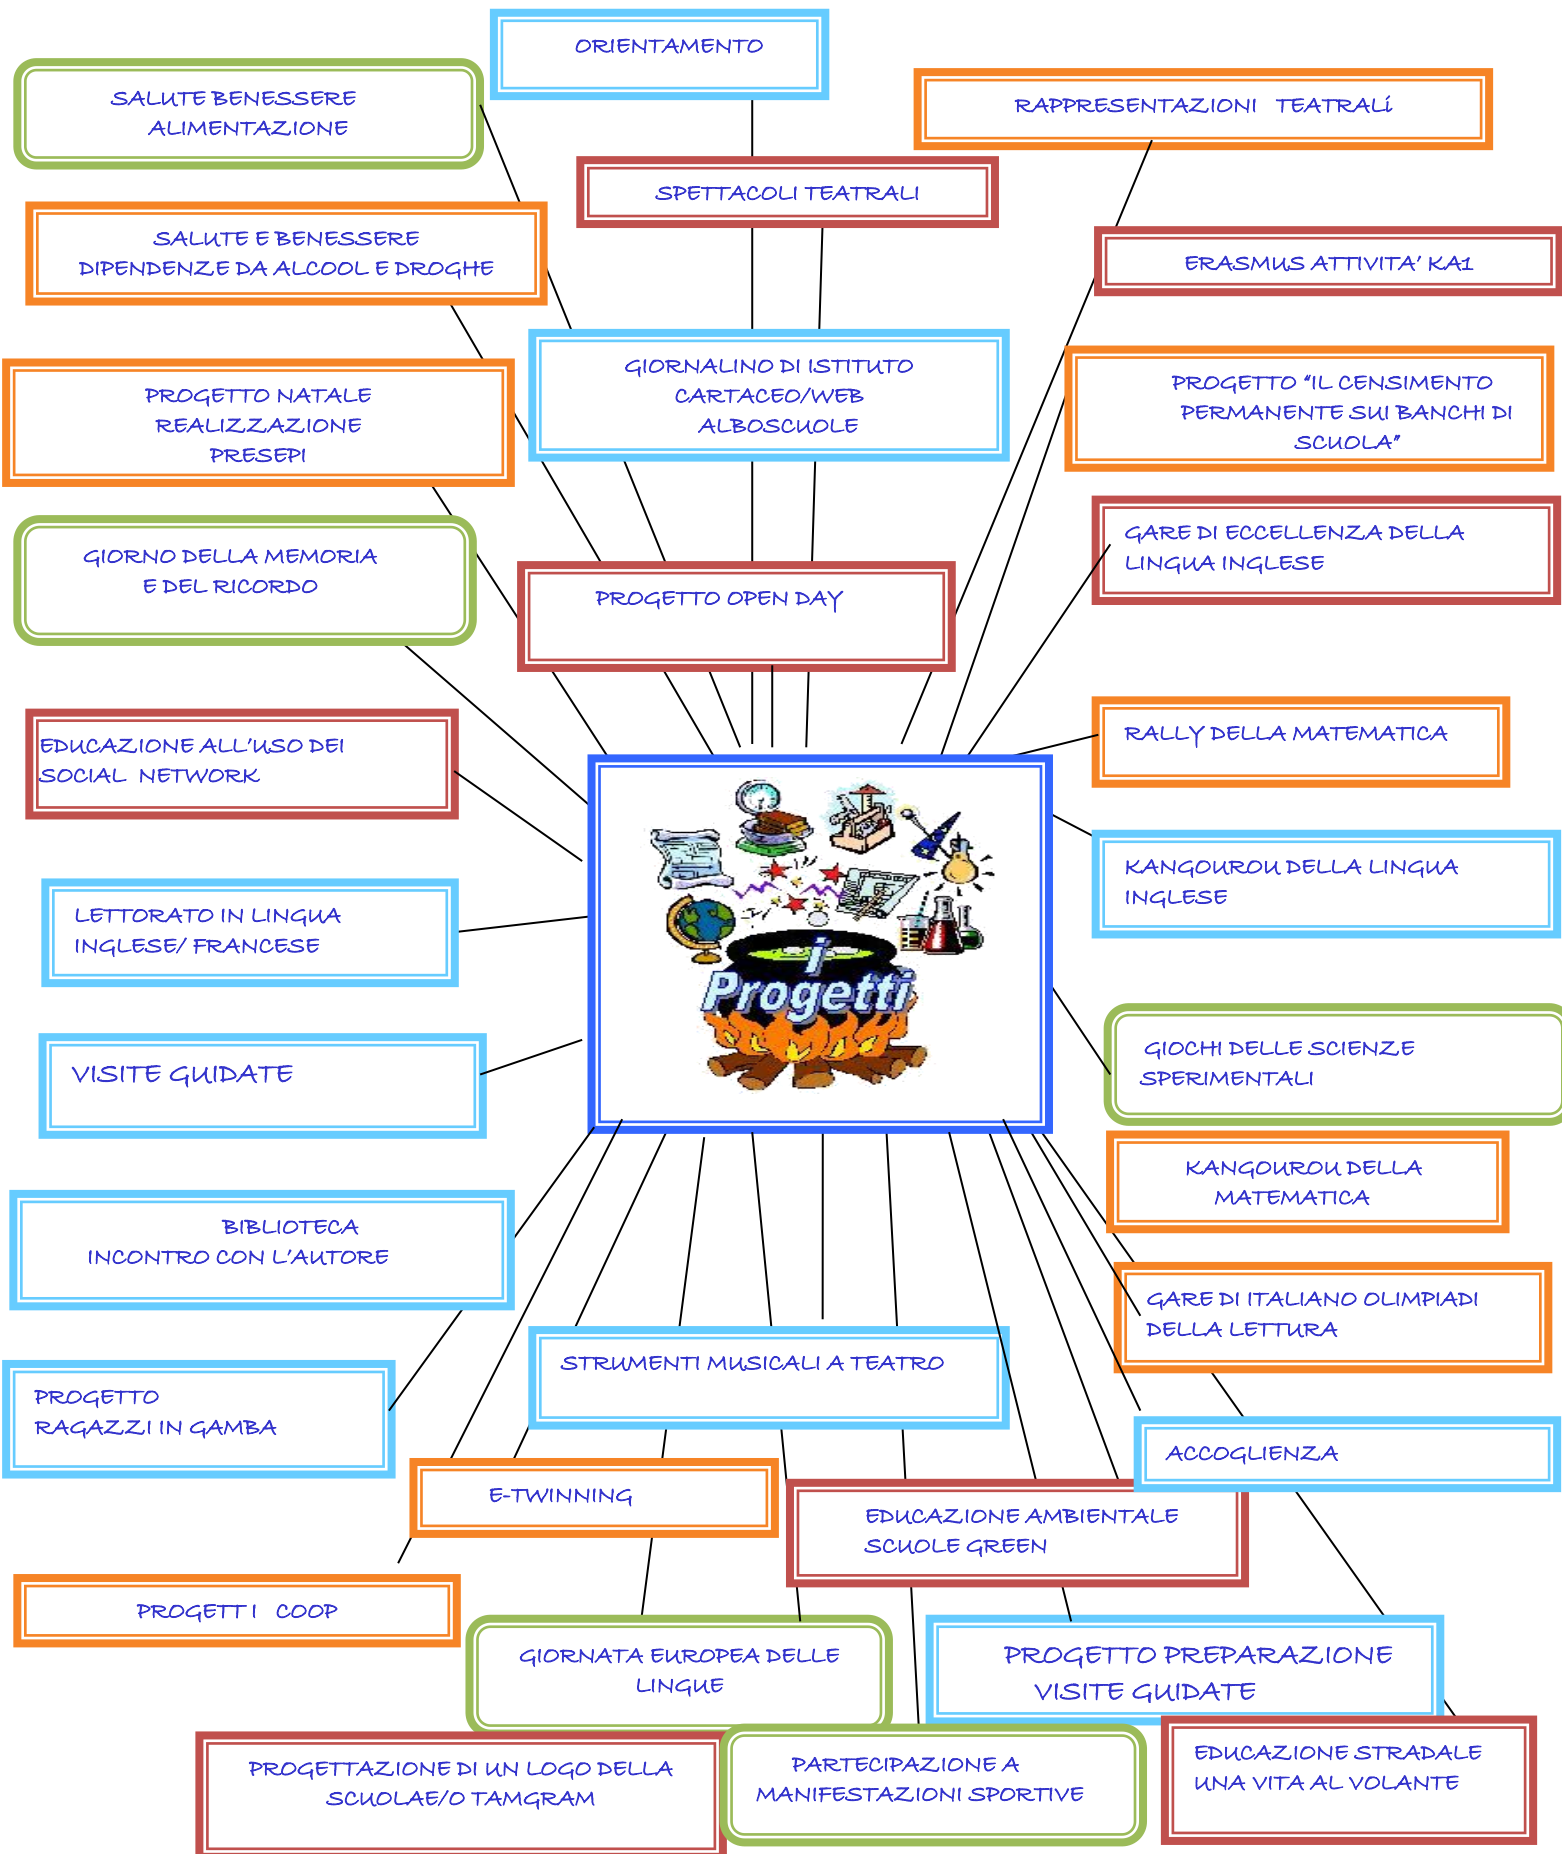 ORIENTAMENTO
SALUTE BENESSERE
ALIMENTAZIONE
RAPPRESENTAZIONI TEATRALí
SPETTACOLI TEATRALI
SALUTE E BENESSERE
DIPENDENZE DA ALCOOL E DROGHE
ERASMUS ATTIVITA' KA1
GIORNALINO DI ISTITUTO
CARTACEO/WEB
ALBOSCUOLE
PROGETTO NATALE
REALIZZAZIONE
PRESEPI
PROGETTO "IL CENSIMENTO
PERMANENTE SUI BANCHI DI
SCUOLA"
GARE DI ECCELLENZA DELLA
LINGUA INGLESE
GIORNO DELLA MEMORIA
E DEL RICORDO
PROGETTO OPEN DAY
EDUCAZIONE ALL'USO DEI
SOCIAL NETWORK
RALLY DELLA MATEMATICA
KANGOUROU DELLA LINGUA
INGLESE
LETTORATO IN LINGUA
INGLESE/ FRANCESE
i
Progetti
VISITE GUIDATE
GIOCHI DELLE SCIENZE
SPERIMENTALI
KANGOUROU DELLA
MATEMATICA
BIBLIOTECA
INCONTRO CON L'AUTORE
GARE DI ITALIANO OLIMPIADI
DELLA LETTURA
STRUMENTI MUSICALI A TEATRO
PROGETTO
RAGAZZI IN GAMBA
ACCOGLIENZA
E-TWINNING
EDUCAZIONE AMBIENTALE
SCUOLE GREEN
PROGETT I COOP
GIORNATA EUROPEA DELLE
LINGUE
PROGETTO PREPARAZIONE
VISITE GUIDATE
PROGETTAZIONE DI UN LOGO DELLA
SCUOLAE/O TAMGRAM
PARTECIPAZIONE A
MANIFESTAZIONI SPORTIVE
EDUCAZIONE STRADALE
UNA VITA AL VOLANTE